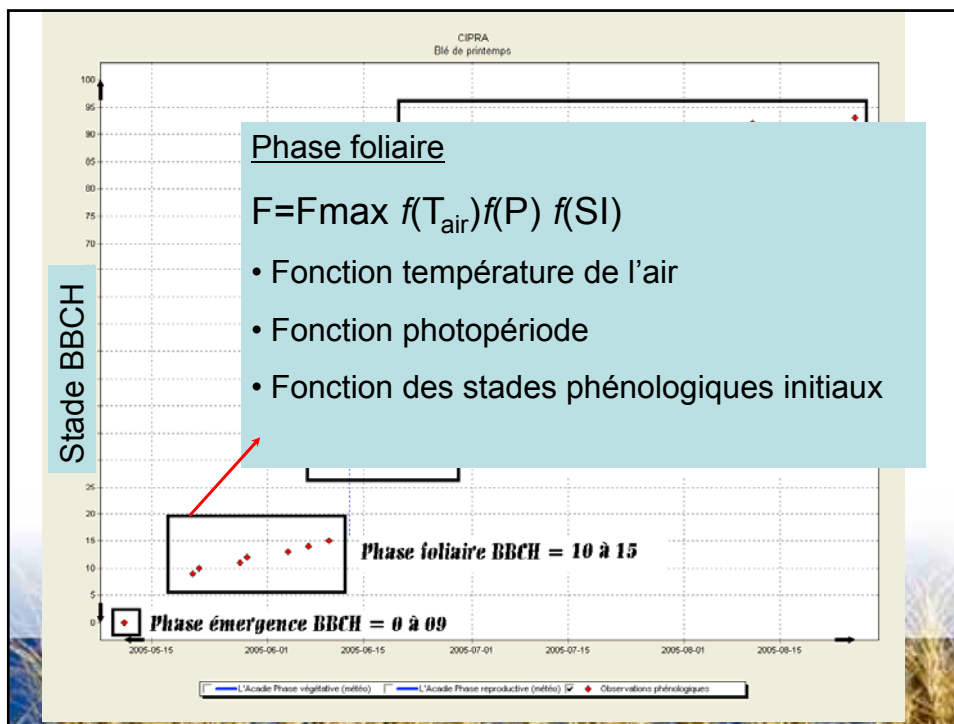 CIPRA
Blé de printemps
100
95
90
85
80
75
70
Stade BBCH
25
20
15
10
5
0
Phase foliaire
F=Fmax f(Tair)f(P) f(SI)
• Fonction température de l'air
• Fonction photopériode
• Fonction des stades phénologiques initiaux
Phase foliaire BBCH = 10 à 15
Phase émergence BBCH = 0 à 09
2005-05-15 2005-06-01 2005-06-15 2005-07-01 2005-07-15 2005-08-01 2005-08-15
L'Acadie Phase végétative (météo) L'Acadie Phase reproductive (météo) Observations phénologiques